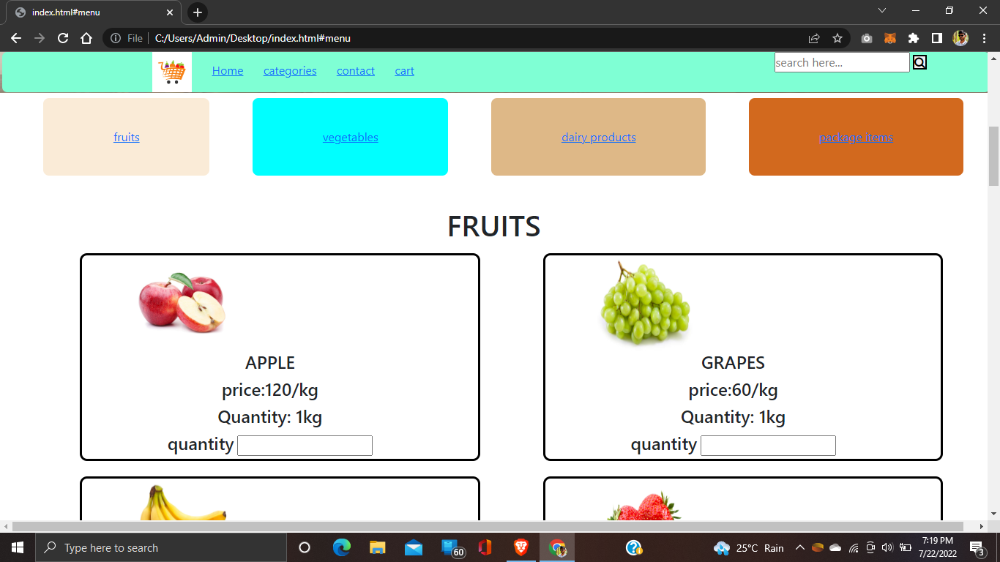 index.html#menu
File C:/Users/Admin/Desktop/index.html#menu
Home categories contact cart search here...
fruits vegetables dairy products package items
FRUITS
APPLE
price:120/kg
Quantity: 1kg
quantity
GRAPES
price:60/kg
Quantity: 1kg
quantity
Type here to search
60
25°C Rain
7:19 PM
7/22/2022
3